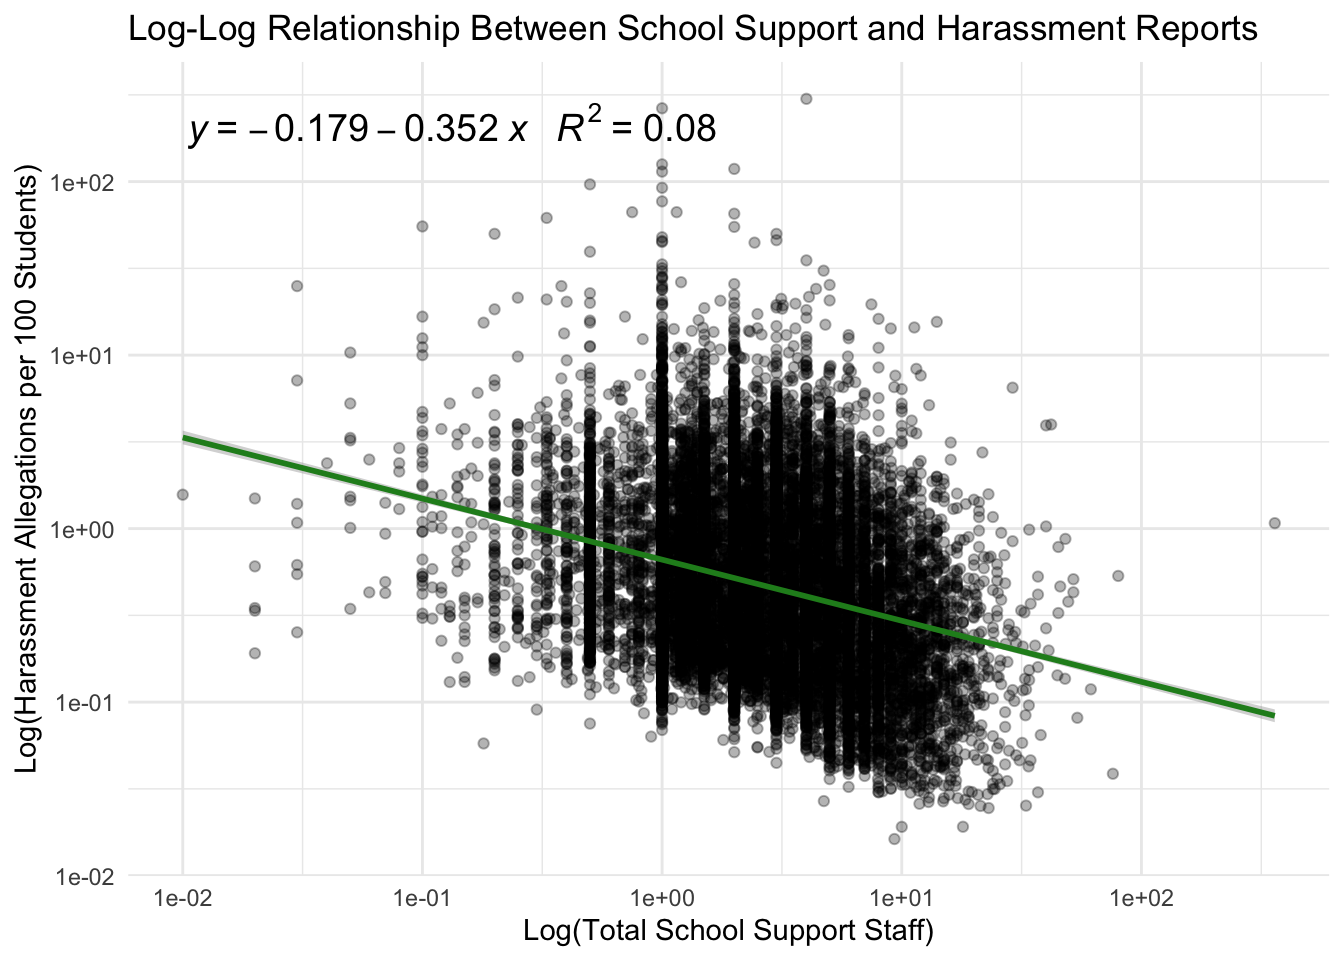 Log-Log Relationship Between School Support and Harassment Reports
y = −0.179 − 0.352 x R² = 0.08
Log(Harassment Allegations per 100 Students)
1e+02
1e+01
1e+00
1e-01
1e-02
1e-02 1e-01 1e+00 1e+01 1e+02
Log(Total School Support Staff)